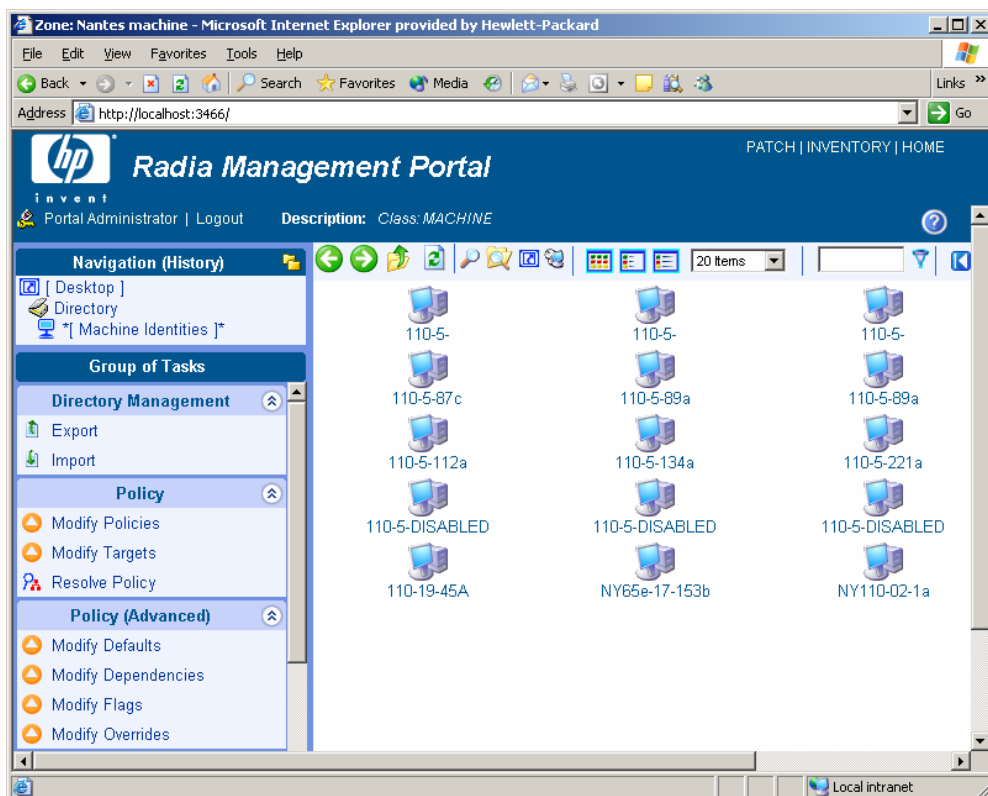 Zone: Nantes machine - Microsoft Internet Explorer provided by Hewlett-Packard
File Edit View Favorites Tools Help
Back Search Favorites Media Links »
Address http://localhost:3466/ Go
hp
invent
Radia Management Portal
PATCH | INVENTORY | HOME
Portal Administrator | Logout Description: Class: MACHINE
Navigation (History)
[ Desktop ]
Directory
*[ Machine Identities ]*
Group of Tasks
Directory Management
Export
Import
Policy
Modify Policies
Modify Targets
Resolve Policy
Policy (Advanced)
Modify Defaults
Modify Dependencies
Modify Flags
Modify Overrides
20 Items
110-5- 110-5- 110-5-
110-5-87c 110-5-89a 110-5-89a
110-5-112a 110-5-134a 110-5-221a
110-5-DISABLED 110-5-DISABLED 110-5-DISABLED
110-19-45A NY65e-17-153b NY110-02-1a
Local intranet